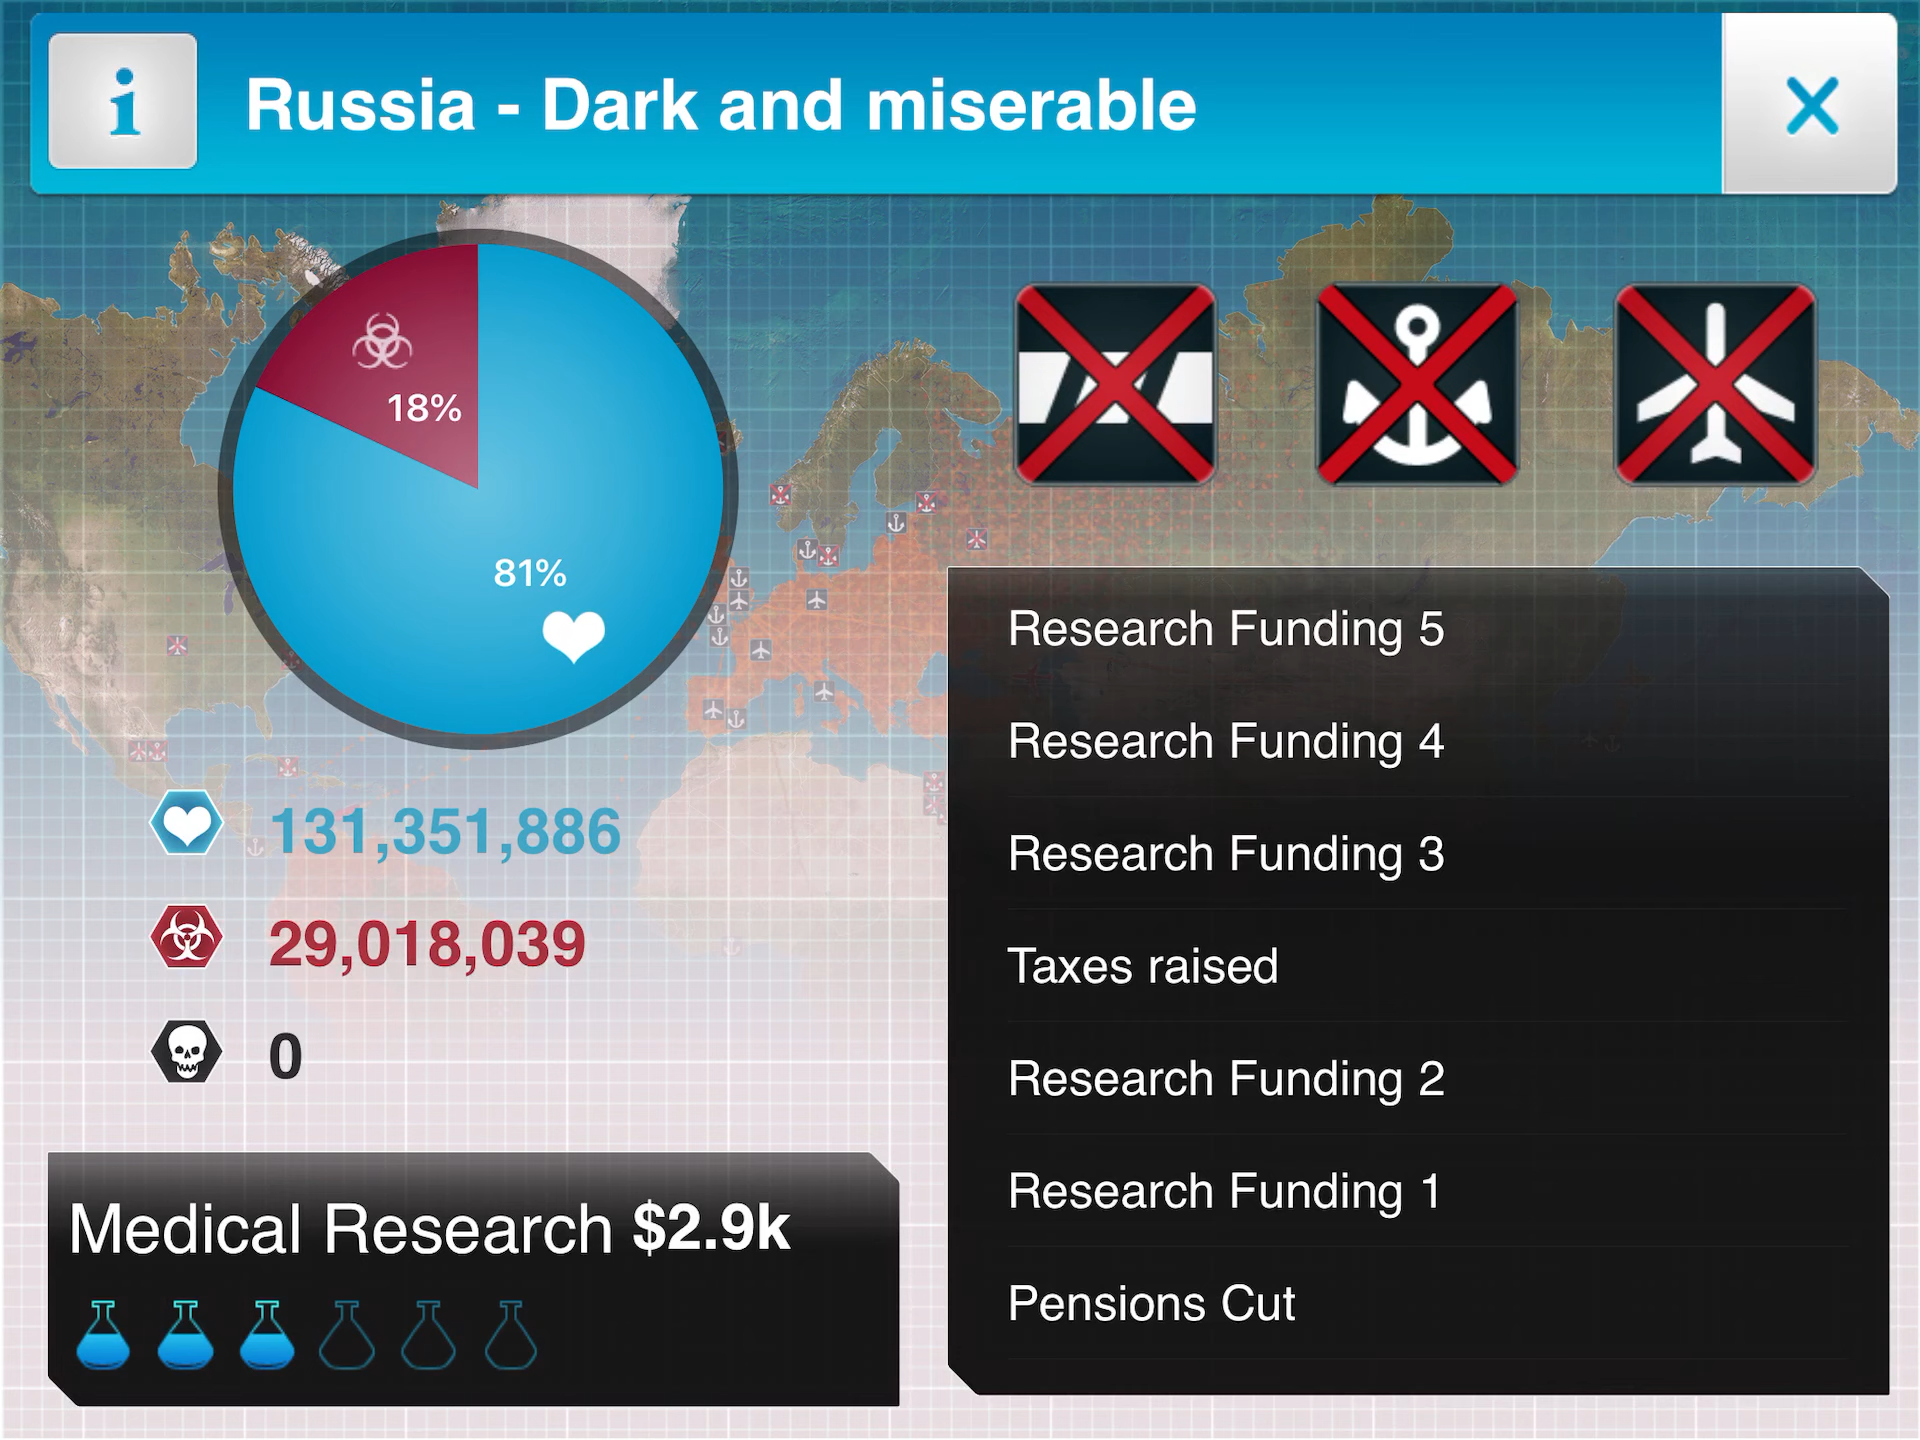 i
Russia - Dark and miserable
18%
81%
131,351,886
29,018,039
0
Medical Research $2.9k
Research Funding 5
Research Funding 4
Research Funding 3
Taxes raised
Research Funding 2
Research Funding 1
Pensions Cut